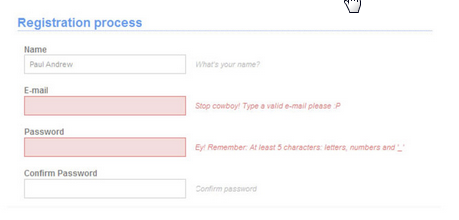 Registration process
Name
Paul Andrew What's your name?
E-mail
Stop cowboy! Type a valid e-mail please :P
Password
Ey! Remember: At least 5 characters: letters, numbers and '_'
Confirm Password
Confirm password